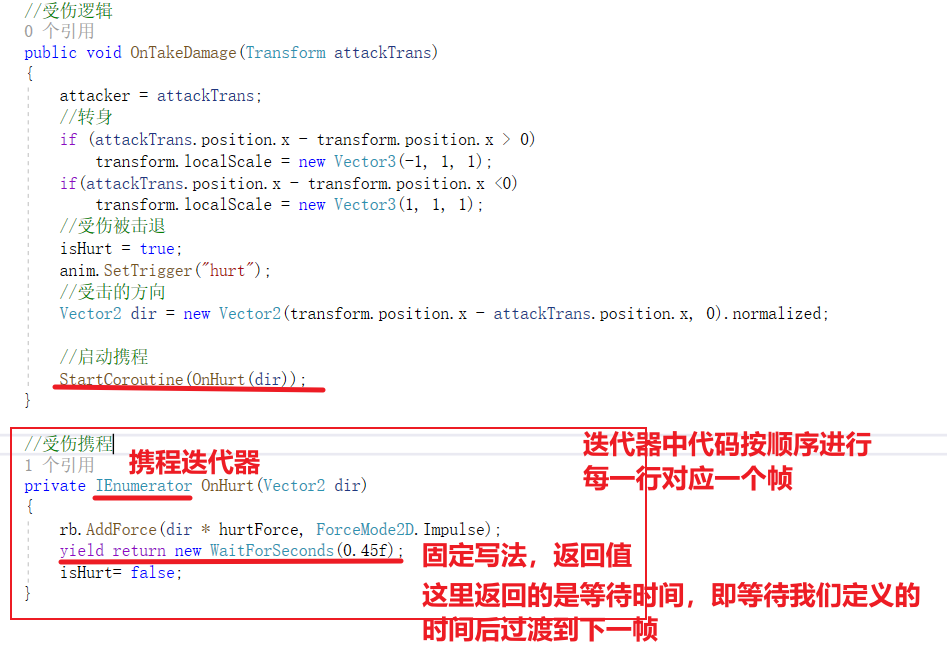 //受伤逻辑
0 个引用
public void OnTakeDamage(Transform attackTrans)
{
attacker = attackTrans;
//转身
if (attackTrans.position.x - transform.position.x > 0)
transform.localScale = new Vector3(-1, 1, 1);
if(attackTrans.position.x - transform.position.x <0)
transform.localScale = new Vector3(1, 1, 1);
//受伤被击退
isHurt = true;
anim.SetTrigger("hurt");
//受击的方向
Vector2 dir = new Vector2(transform.position.x - attackTrans.position.x, 0).normalized;
//启动携程
StartCoroutine(OnHurt(dir));
}
//受伤携程
1 个引用
携程迭代器
迭代器中代码按顺序进行
每一行对应一个帧
private IEnumerator OnHurt(Vector2 dir)
{
rb.AddForce(dir * hurtForce, ForceMode2D.Impulse);
yield return new WaitForSeconds(0.45f);
固定写法，返回值
isHurt= false;
这里返回的是等待时间，即等待我们定义的
时间后过渡到下一帧
}